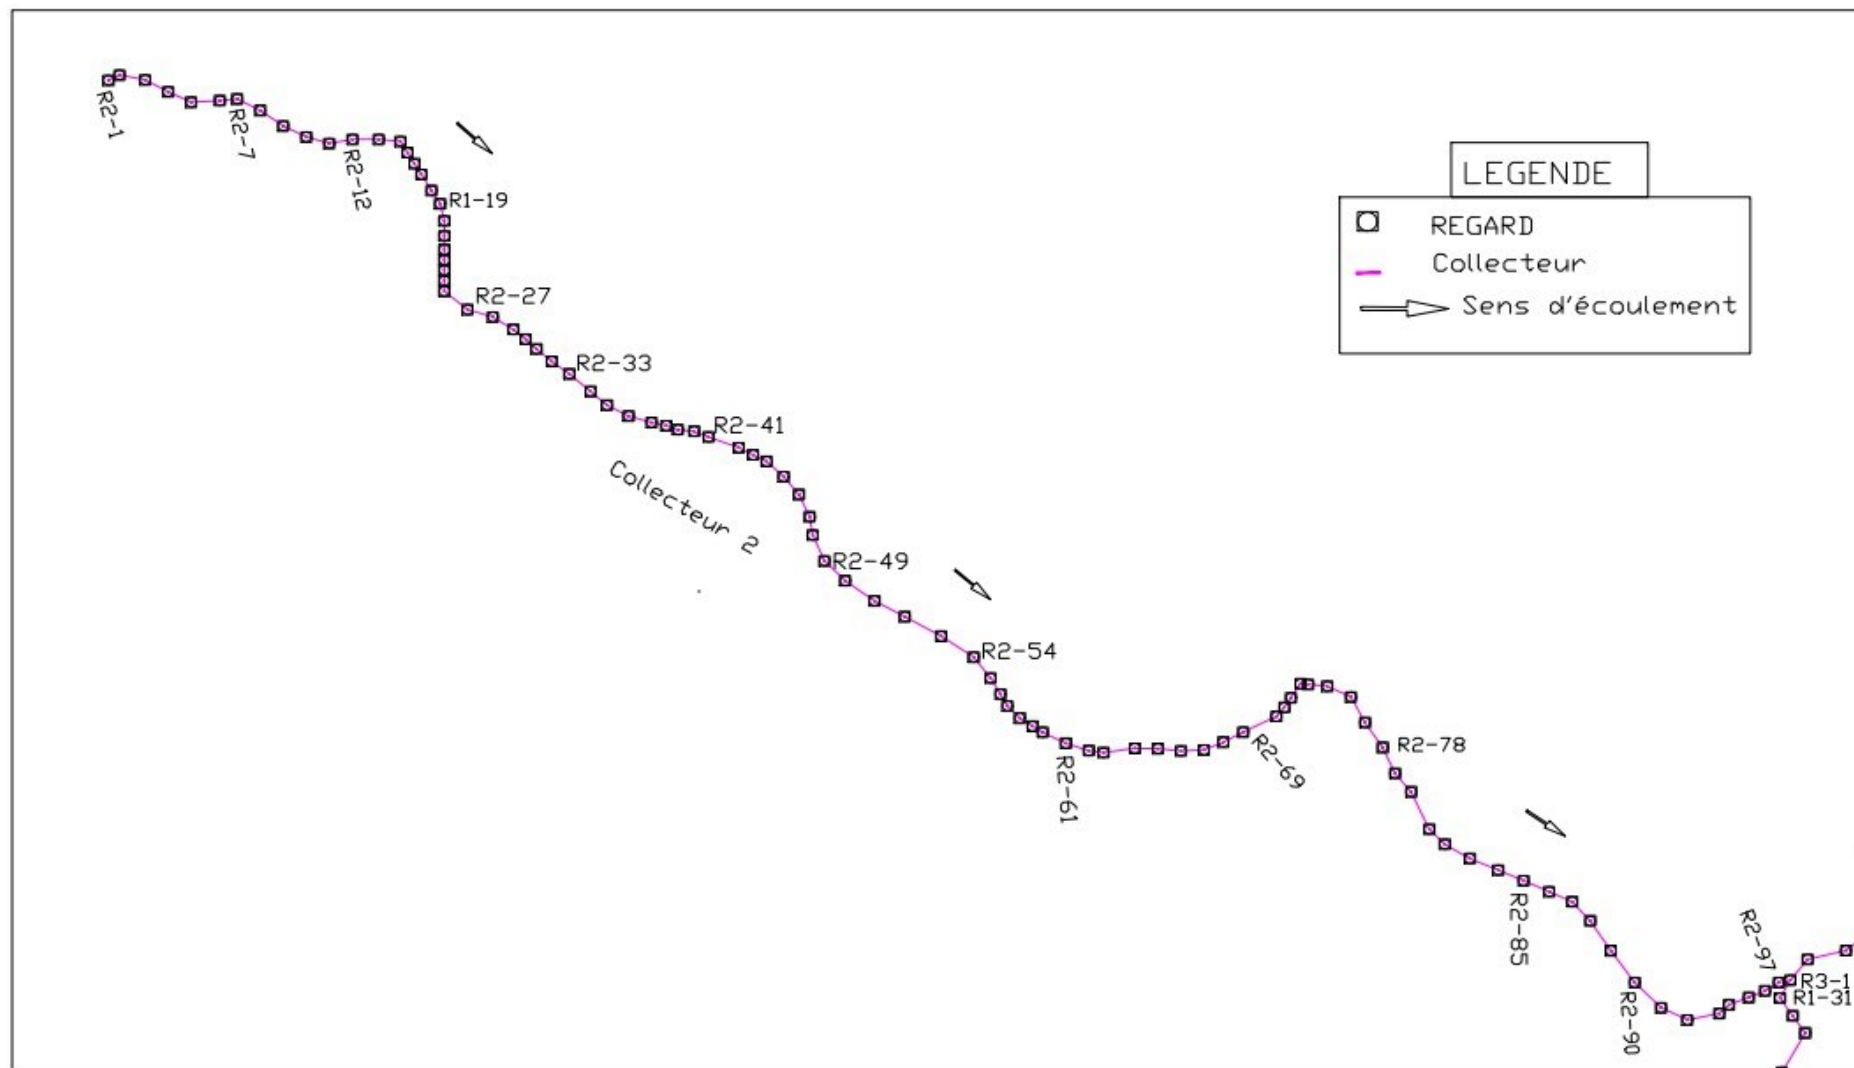 R2-1
R2-7
R2-12
R1-19
LEGENDE
REGARD
Collecteur
Sens d'écoulement
R2-27
R2-33
R2-41
Collecteur 2
R2-49
R2-54
R2-61
R2-69
R2-78
R2-85
R2-90
R2-97
R3-1
R1-31